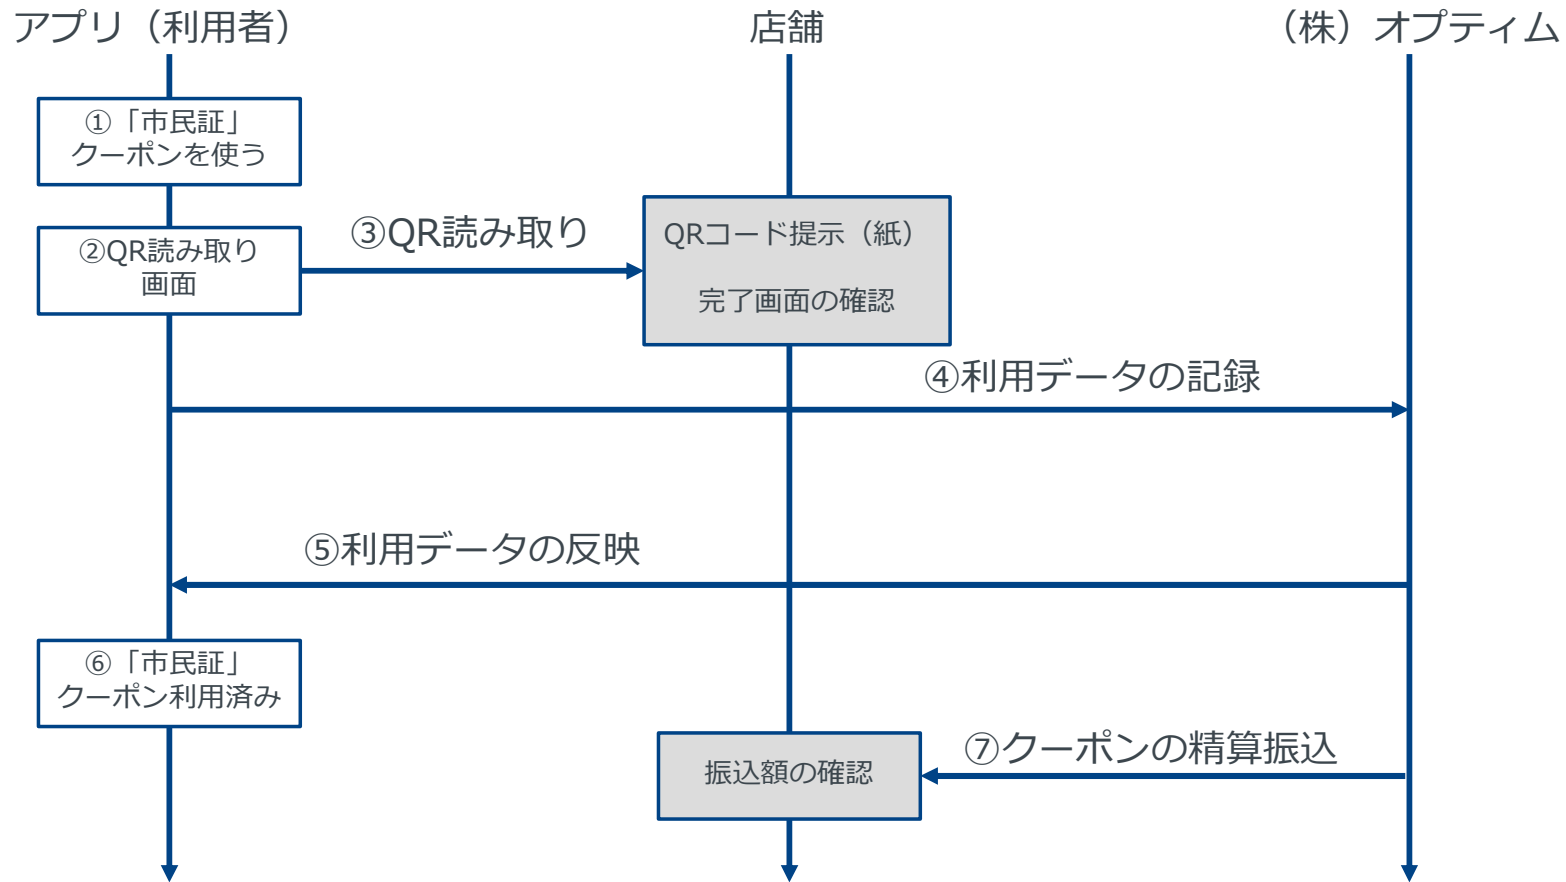 アプリ（利用者）
店舗
（株）オプティム
①「市民証」
クーポンを使う
②QR読み取り
画面
③QR読み取り
QRコード提示（紙）
完了画面の確認
④利用データの記録
⑤利用データの反映
⑥「市民証」
クーポン利用済み
⑦クーポンの精算振込
振込額の確認